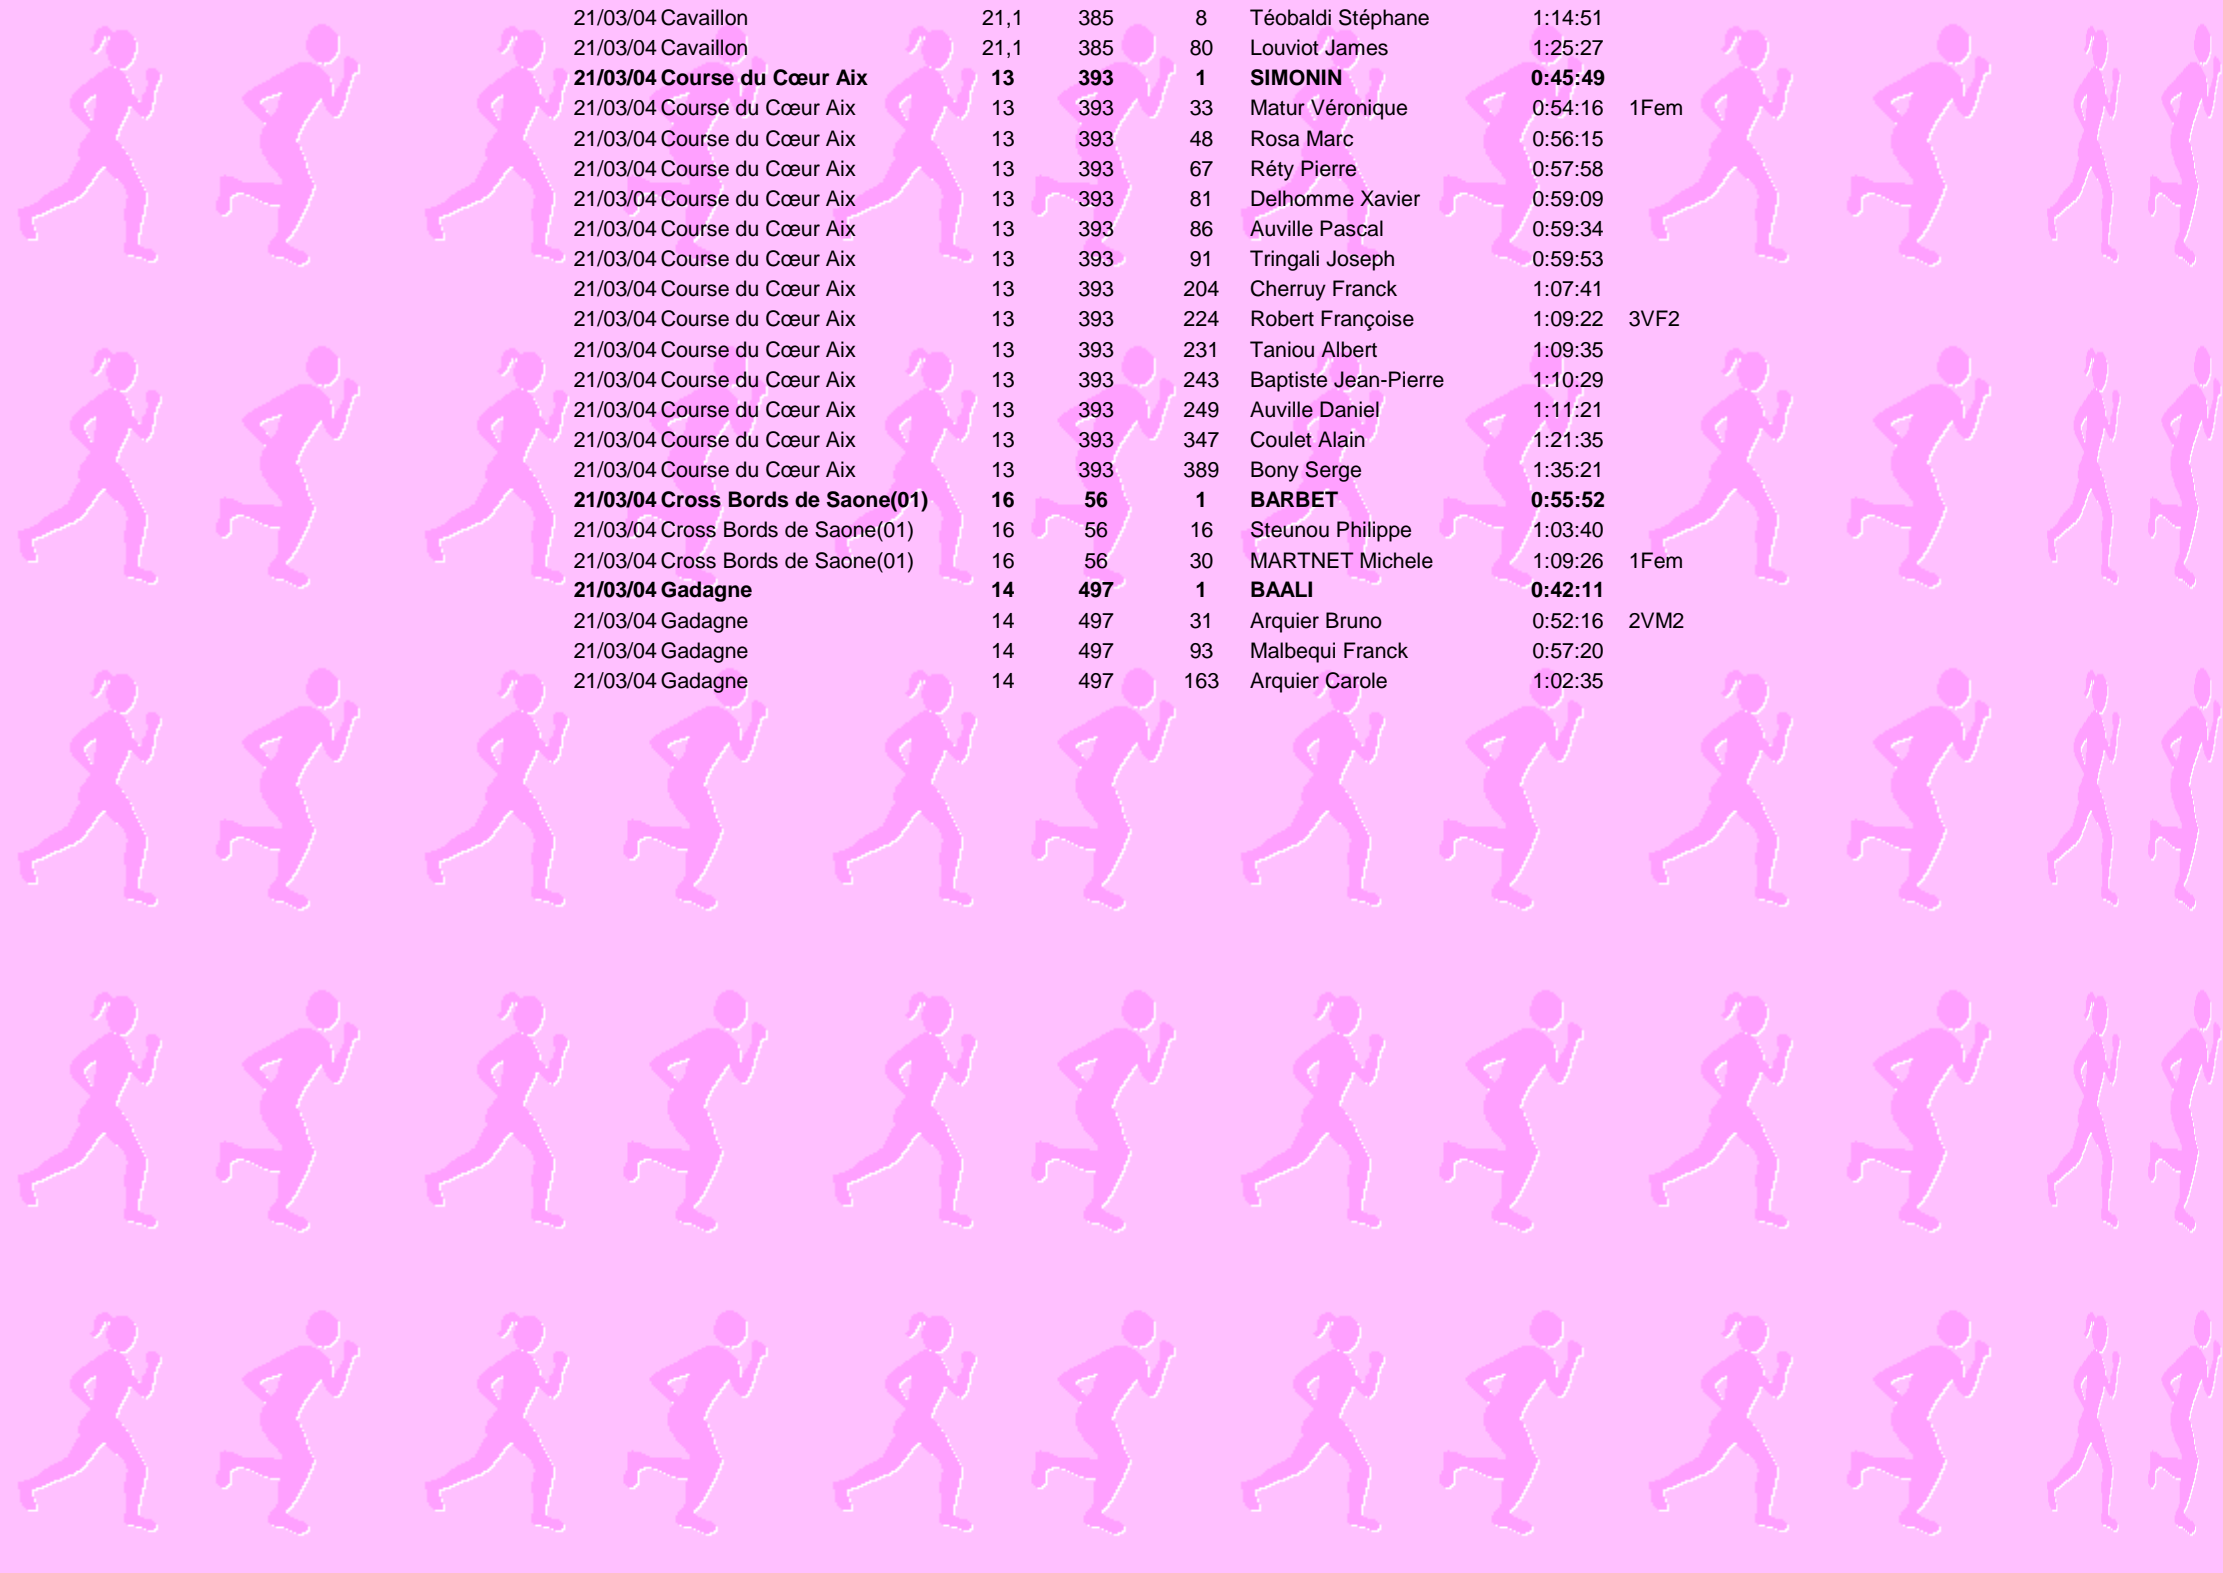 21/03/04 Cavaillon 21,1 385 8 Téobaldi Stéphane 1:14:51
21/03/04 Cavaillon 21,1 385 80 Louviot James 1:25:27
21/03/04 Course du Cœur Aix 13 393 1 SIMONIN 0:45:49
21/03/04 Course du Cœur Aix 13 393 33 Matur Véronique 0:54:16 1Fem
21/03/04 Course du Cœur Aix 13 393 48 Rosa Marc 0:56:15
21/03/04 Course du Cœur Aix 13 393 67 Réty Pierre 0:57:58
21/03/04 Course du Cœur Aix 13 393 81 Delhomme Xavier 0:59:09
21/03/04 Course du Cœur Aix 13 393 86 Auville Pascal 0:59:34
21/03/04 Course du Cœur Aix 13 393 91 Tringali Joseph 0:59:53
21/03/04 Course du Cœur Aix 13 393 204 Cherruy Franck 1:07:41
21/03/04 Course du Cœur Aix 13 393 224 Robert Françoise 1:09:22 3VF2
21/03/04 Course du Cœur Aix 13 393 231 Taniou Albert 1:09:35
21/03/04 Course du Cœur Aix 13 393 243 Baptiste Jean-Pierre 1:10:29
21/03/04 Course du Cœur Aix 13 393 249 Auville Daniel 1:11:21
21/03/04 Course du Cœur Aix 13 393 347 Coulet Alain 1:21:35
21/03/04 Course du Cœur Aix 13 393 389 Bony Serge 1:35:21
21/03/04 Cross Bords de Saone(01) 16 56 1 BARBET 0:55:52
21/03/04 Cross Bords de Saone(01) 16 56 16 Steunou Philippe 1:03:40
21/03/04 Cross Bords de Saone(01) 16 56 30 MARTNET Michele 1:09:26 1Fem
21/03/04 Gadagne 14 497 1 BAALI 0:42:11
21/03/04 Gadagne 14 497 31 Arquier Bruno 0:52:16 2VM2
21/03/04 Gadagne 14 497 93 Malbequi Franck 0:57:20
21/03/04 Gadagne 14 497 163 Arquier Carole 1:02:35